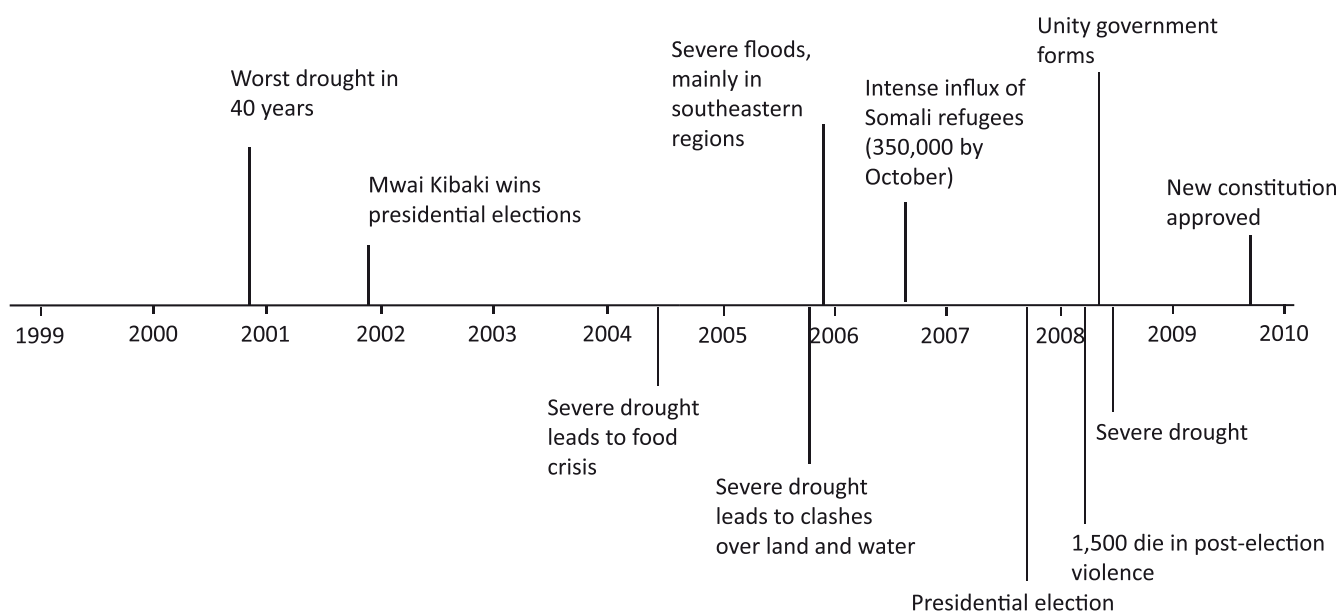 Unity government
forms
Severe floods,
mainly in
southeastern
regions
Worst drought in
40 years
Intense influx of
Somali refugees
(350,000 by
October)
Mwai Kibaki wins
presidential elections
New constitution
approved
1999 2000 2001 2002 2003 2004 2005 2006 2007 2008 2009 2010
Severe drought
leads to food
crisis
Severe drought
Severe drought
leads to clashes
over land and water
1,500 die in post-election
violence
Presidential election